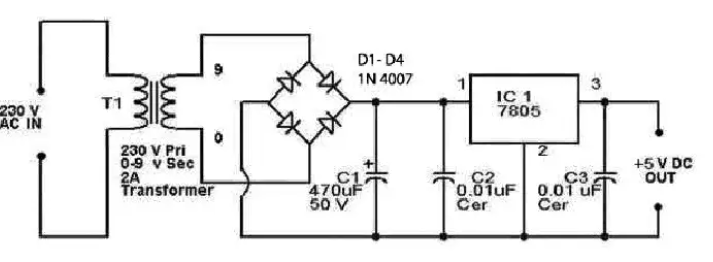 230 V
AC IN
T1
9
0
230 V Pri
0-9 v Sec
2A
Transformer
D1- D4
1N 4007
C1
+
470uF
50 V
C2
0.01uF
Cer
1
IC 1
7805
3
2
C3
0.01 uF
Cer
+5 V DC
OUT